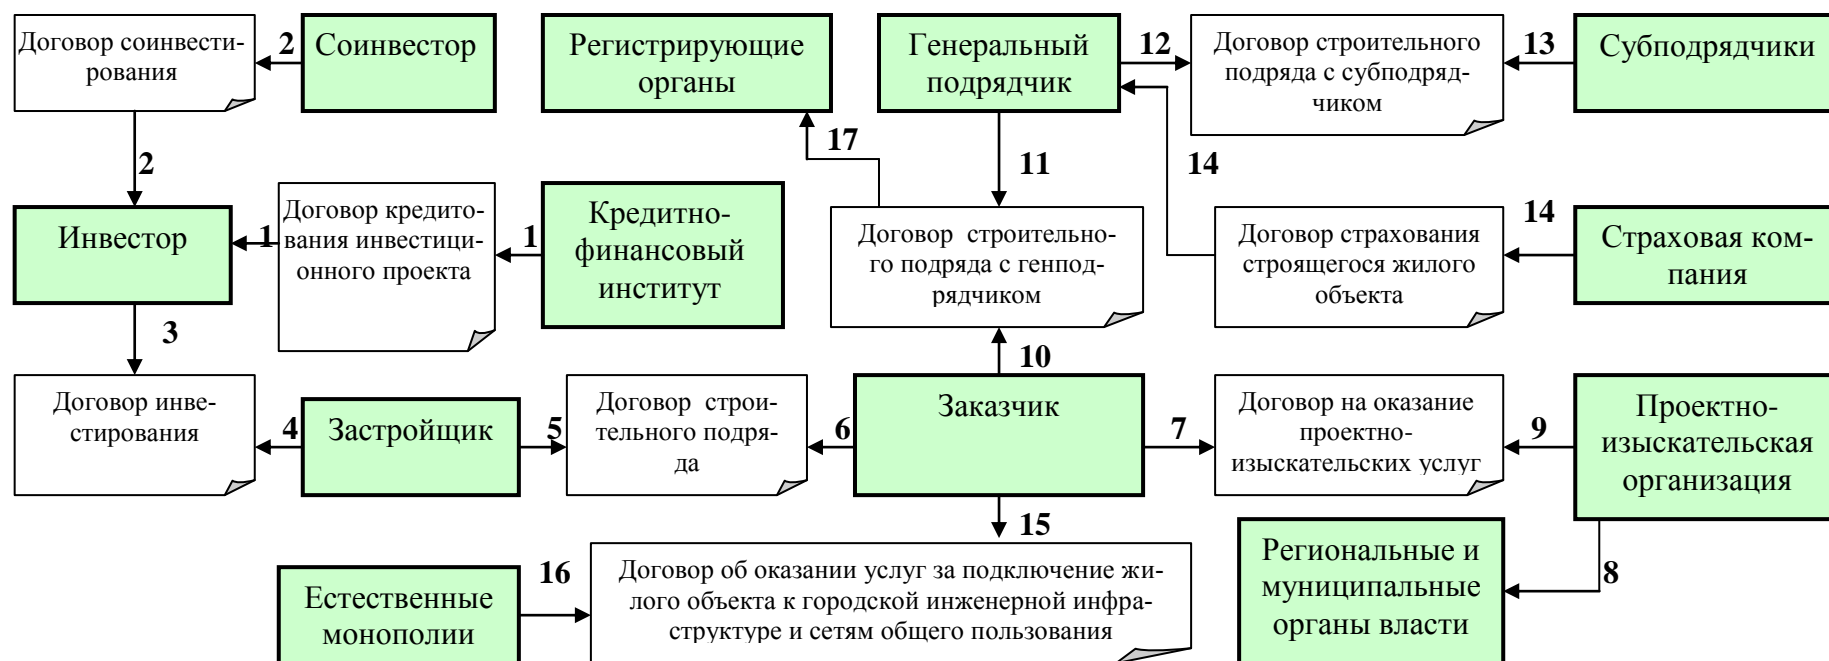 Договор соинвести-
рования
2
Соинвестор
Регистрирующие
органы
Генеральный
подрядчик
12
Договор строительного
подряда с субподряд-
чиком
13
Субподрядчики
2
17
11
14
Инвестор
1
Договор кредито-
вания инвестици-
онного проекта
1
Кредитно-
финансовый
институт
Договор строительно-
го подряда с генпод-
рядчиком
Договор страхования
строящегося жилого
объекта
14
Страховая ком-
пания
3
10
Договор инве-
стирования
4
Застройщик
5
Договор строи-
тельного подря-
да
6
Заказчик
7
Договор на оказание
проектно-
изыскательских услуг
9
Проектно-
изыскательская
организация
15
Естественные
монополии
16
Договор об оказании услуг за подключение жи-
лого объекта к городской инженерной инфра-
структуре и сетям общего пользования
Региональные и
муниципальные
органы власти
8